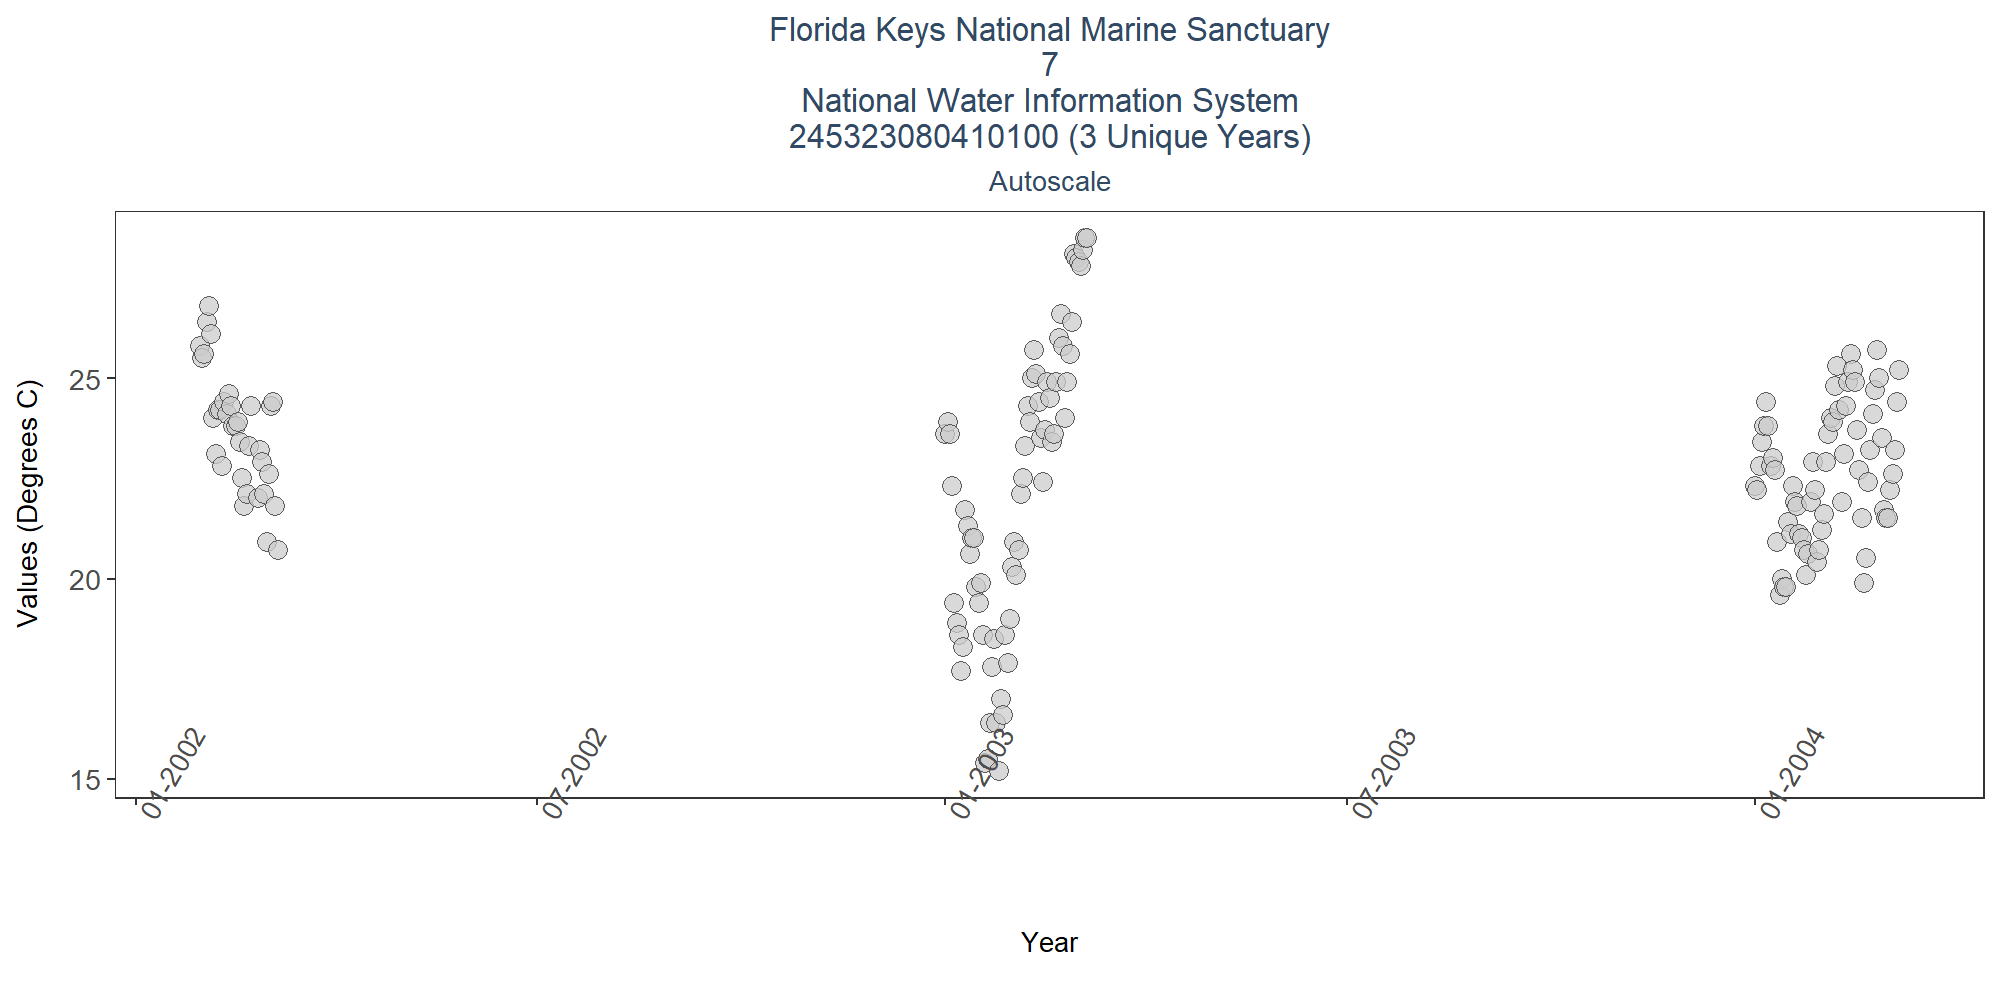 Florida Keys National Marine Sanctuary
7
National Water Information System
245323080410100 (3 Unique Years)
Autoscale
Values (Degrees C)
25
20
15
01-2002
07-2002
01-2003
07-2003
01-2004
Year